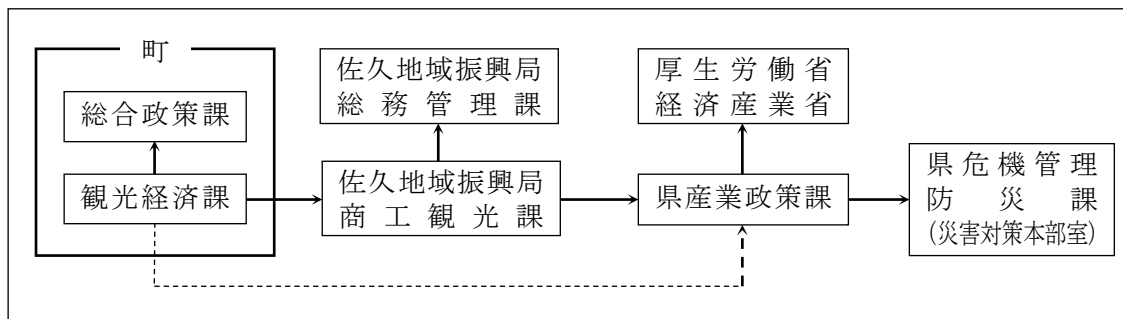 町
総合政策課
観光経済課
佐久地域振興局
総務管理課
佐久地域振興局
商工観光課
厚生労働省
経済産業省
県産業政策課
県危機管理
防災課
(災害対策本部室)